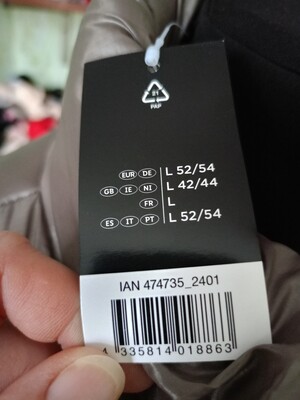 PAP
EUR DE L 52/54
GB IE NI L 42/44
FR L
ES IT PT L 52/54
IAN 474735_2401
4 335814 018863